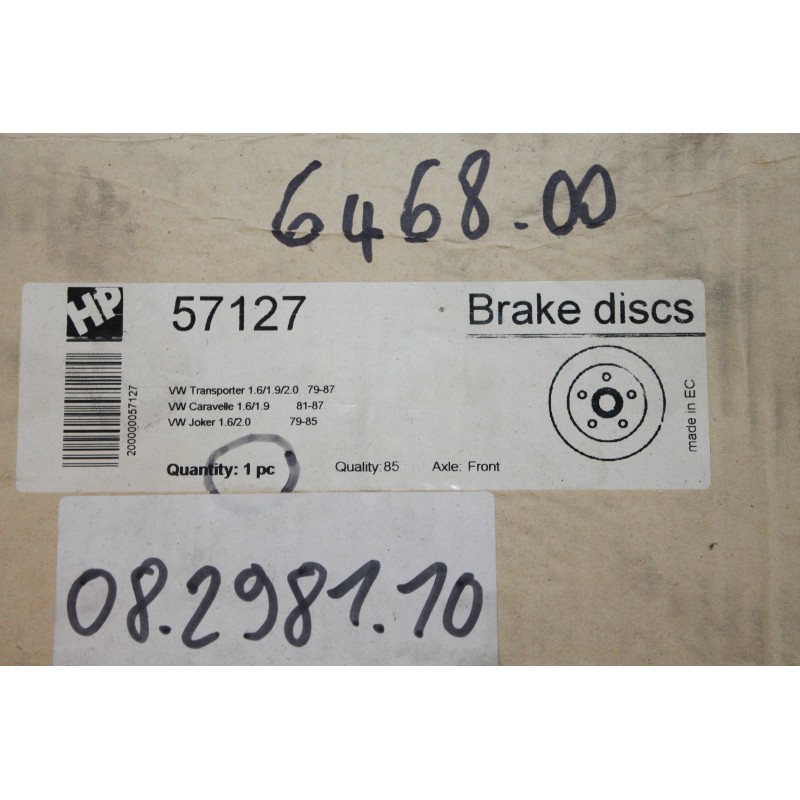 6468.00
HP 57127 Brake discs
VW Transporter 1.6/1.9/2.0 79-87
VW Caravelle 1.6/1.9 81-87
VW Joker 1.6/2.0 79-85
200000057127
made in EC
Quantity: 1 pc Quality:85 Axle: Front
08.2981.10